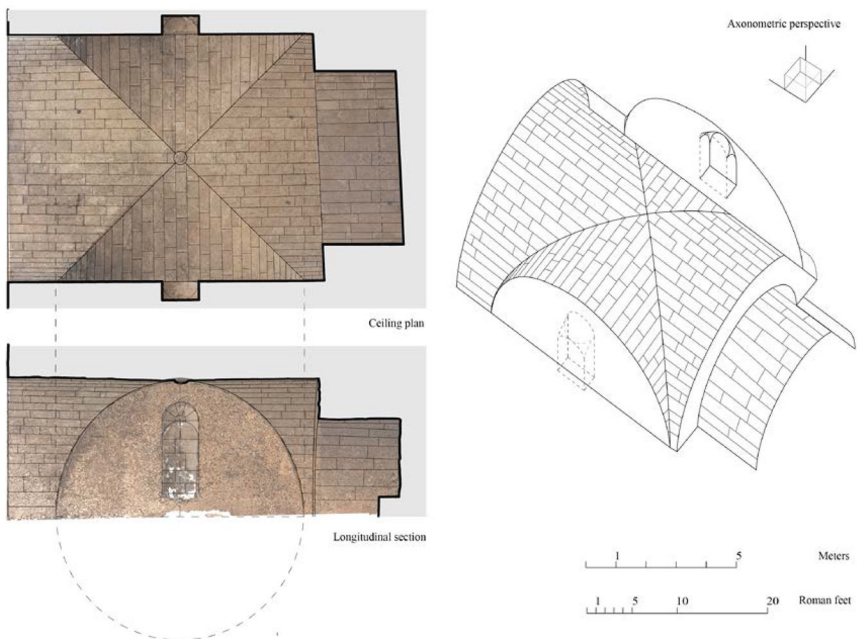 Axonometric perspective
Ceiling plan
Longitudinal section
1 5 Meters
1 5 10 20 Roman feet